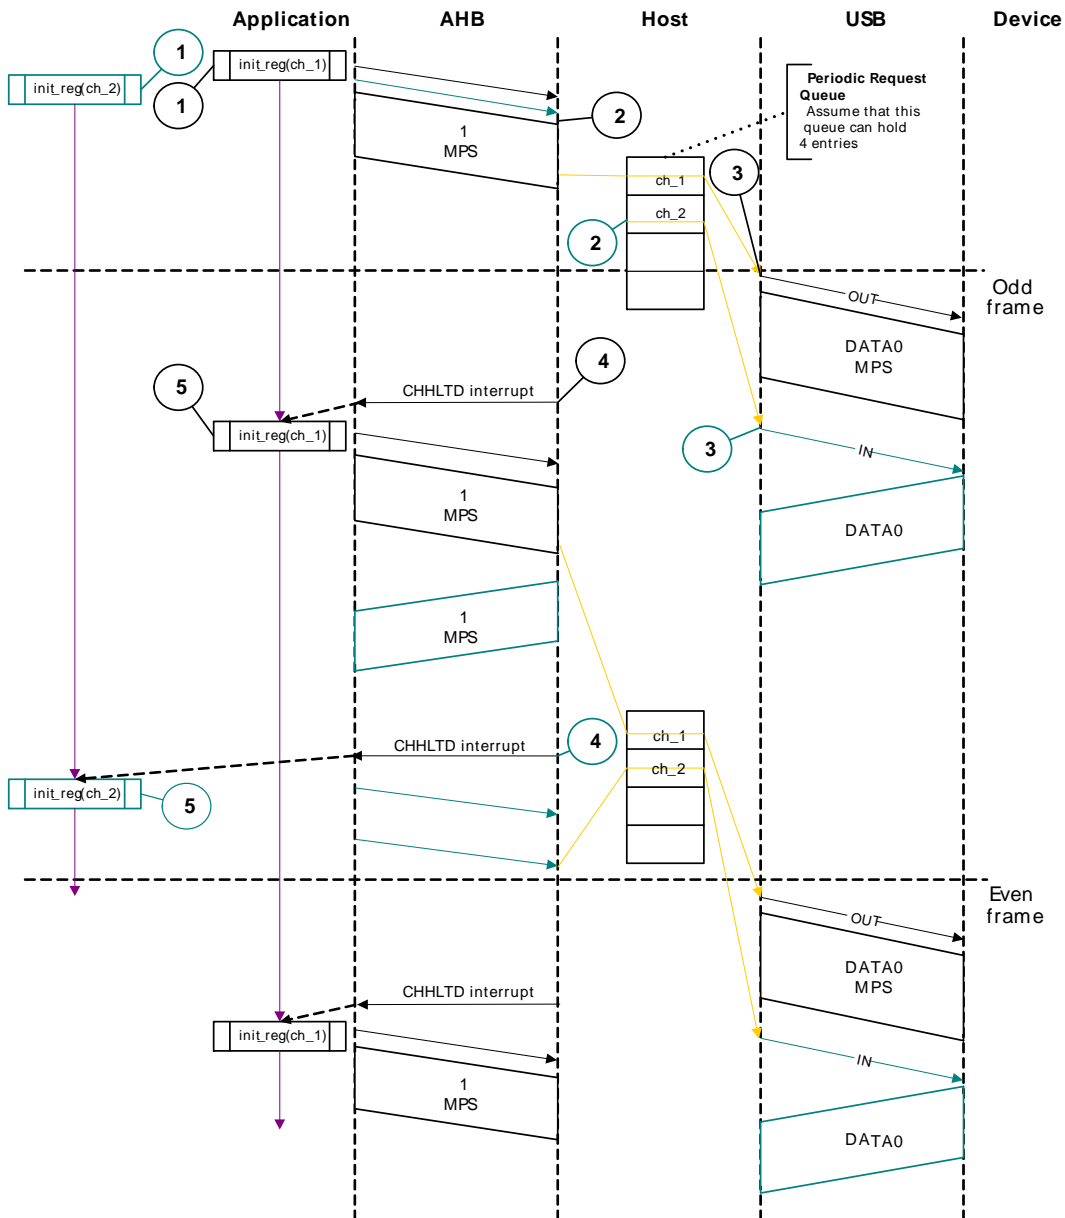 Application AHB Host USB Device
1
init_reg(ch_1)
init_reg(ch_2)
1
Periodic Request
Queue
Assume that this
queue can hold
4 entries
2
1
MPS
3
ch_1
ch_2
2
Odd
frame
OUT
DATA0
MPS
4
5
CHHLTD interrupt
init_reg(ch_1)
3
IN
1
MPS
DATA0
1
MPS
ch_1
4
CHHLTD interrupt
ch_2
init_reg(ch_2)
5
Even
frame
OUT
DATA0
MPS
CHHLTD interrupt
init_reg(ch_1)
IN
1
MPS
DATA0